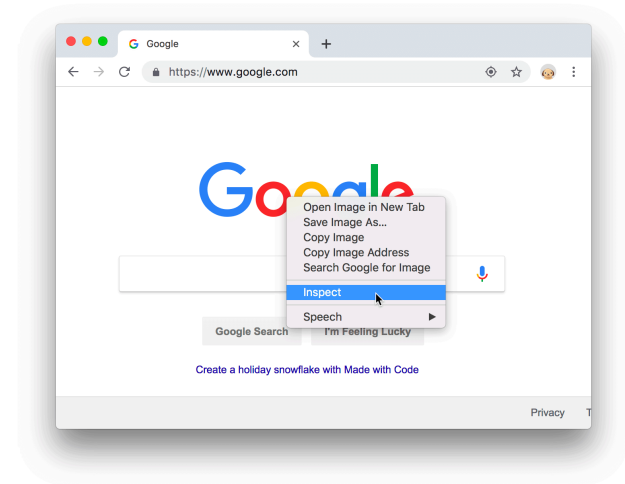 Google
https://www.google.com
Google
Open Image in New Tab
Save Image As...
Copy Image
Copy Image Address
Search Google for Image
Inspect
Speech
Google Search
I'm Feeling Lucky
Create a holiday snowflake with Made with Code
Privacy